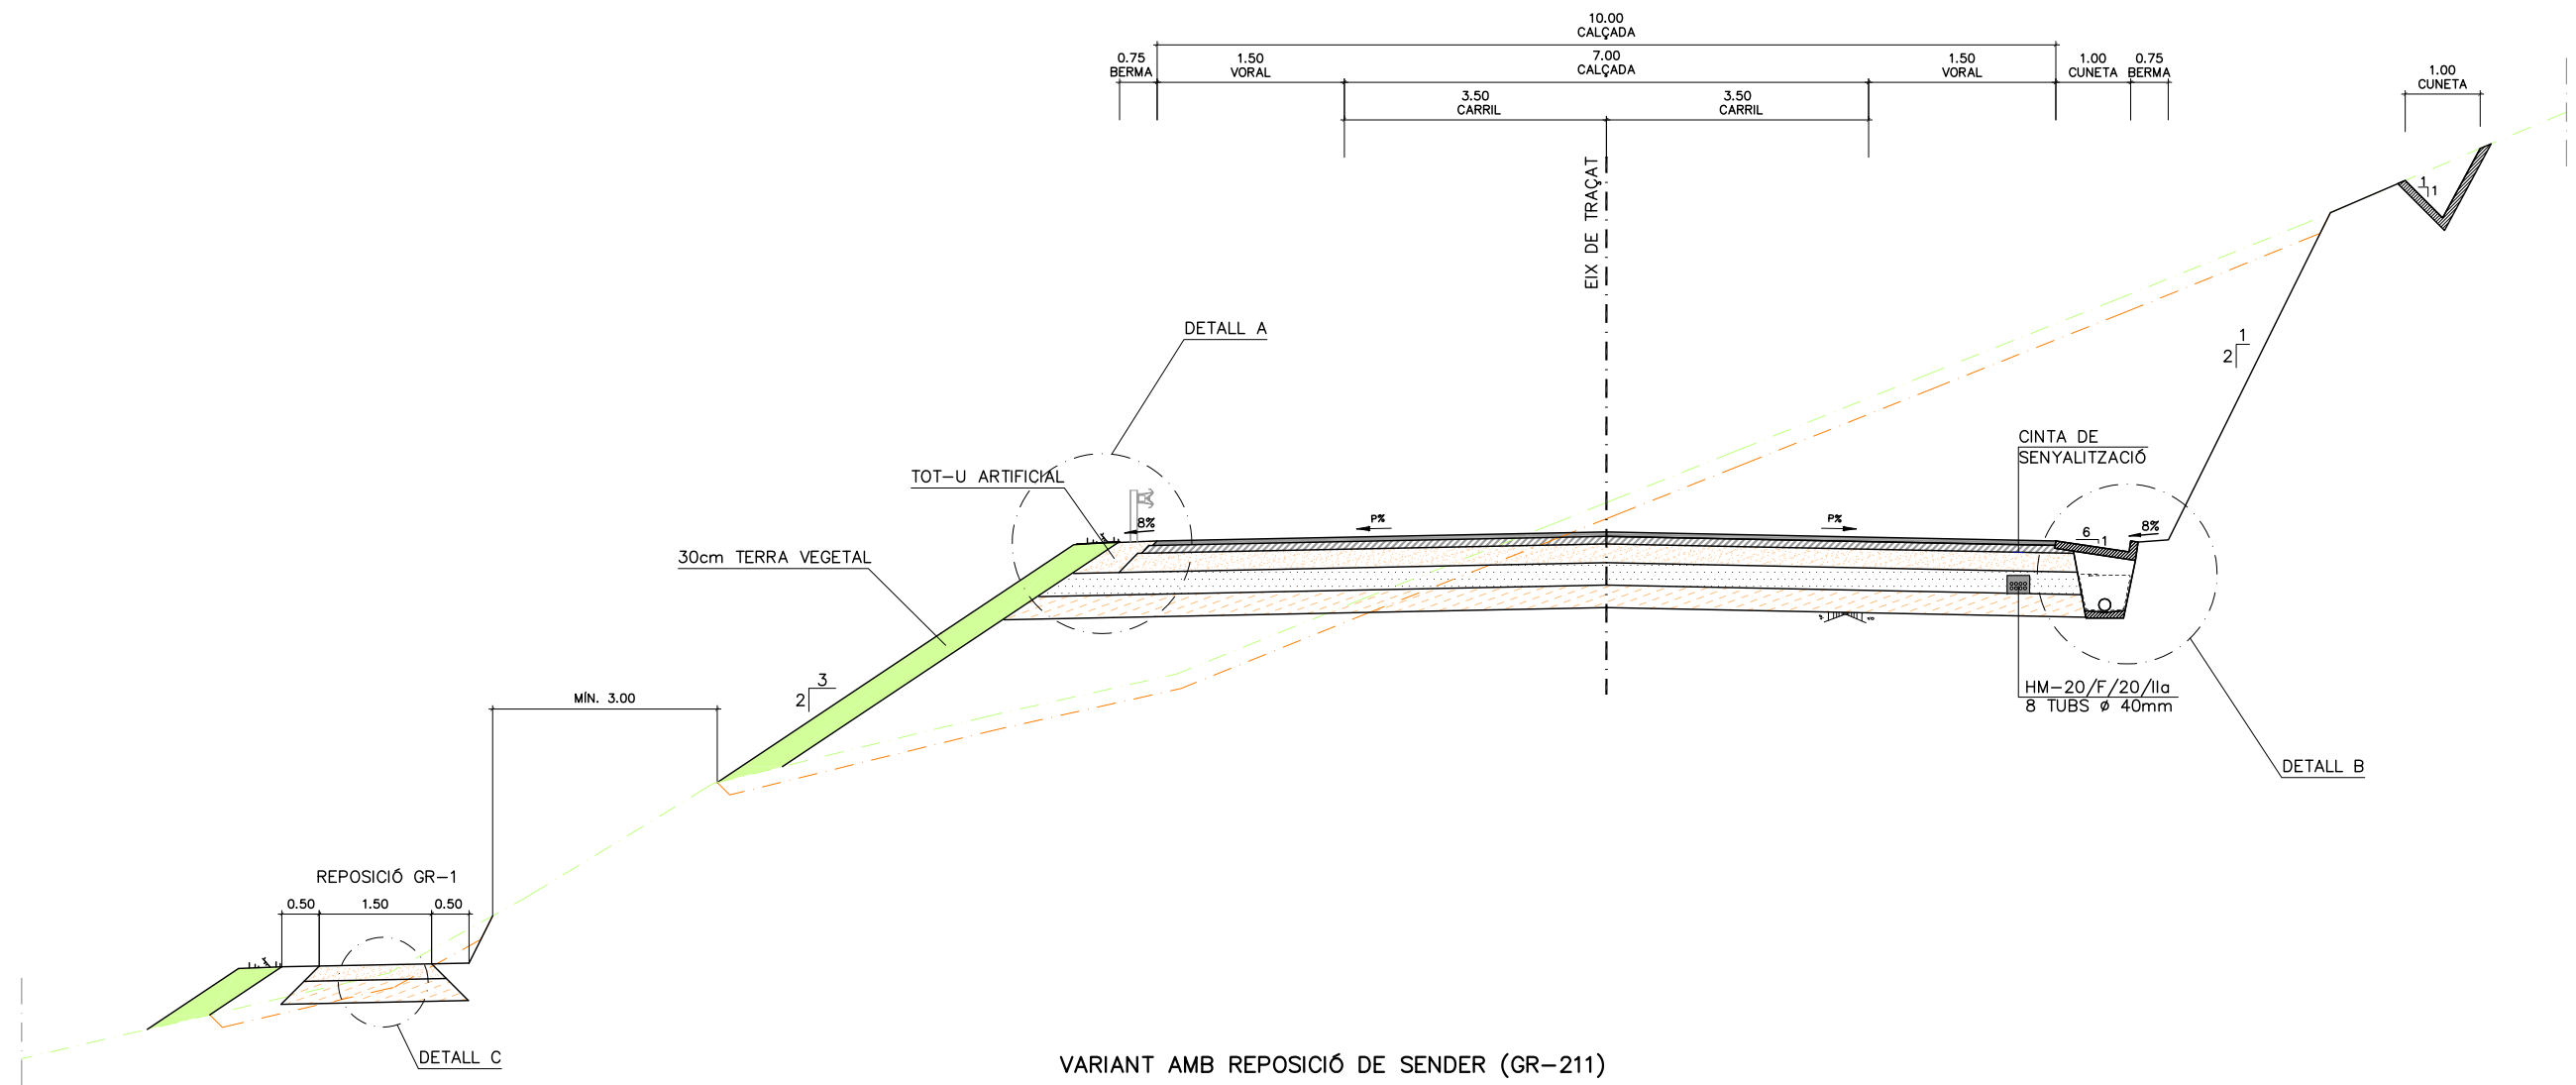 10.00
CALÇADA
0.75
BERMA
1.50
VORAL
7.00
CALÇADA
1.50
VORAL
1.00
CUNETA
0.75
BERMA
1.00
CUNETA
3.50
CARRIL
3.50
CARRIL
EIX DE TRAÇAT
1
1
DETALL A
1
2
CINTA DE
SENYALITZACIÓ
TOT-U ARTIFICIAL
8%
P%
P%
6
1
8%
30cm TERRA VEGETAL
3
2
MÍN. 3.00
HM-20/F/20/IIa
8 TUBS ø 40mm
DETALL B
REPOSICIÓ GR-1
0.50
1.50
0.50
DETALL C
VARIANT AMB REPOSICIÓ DE SENDER (GR-211)